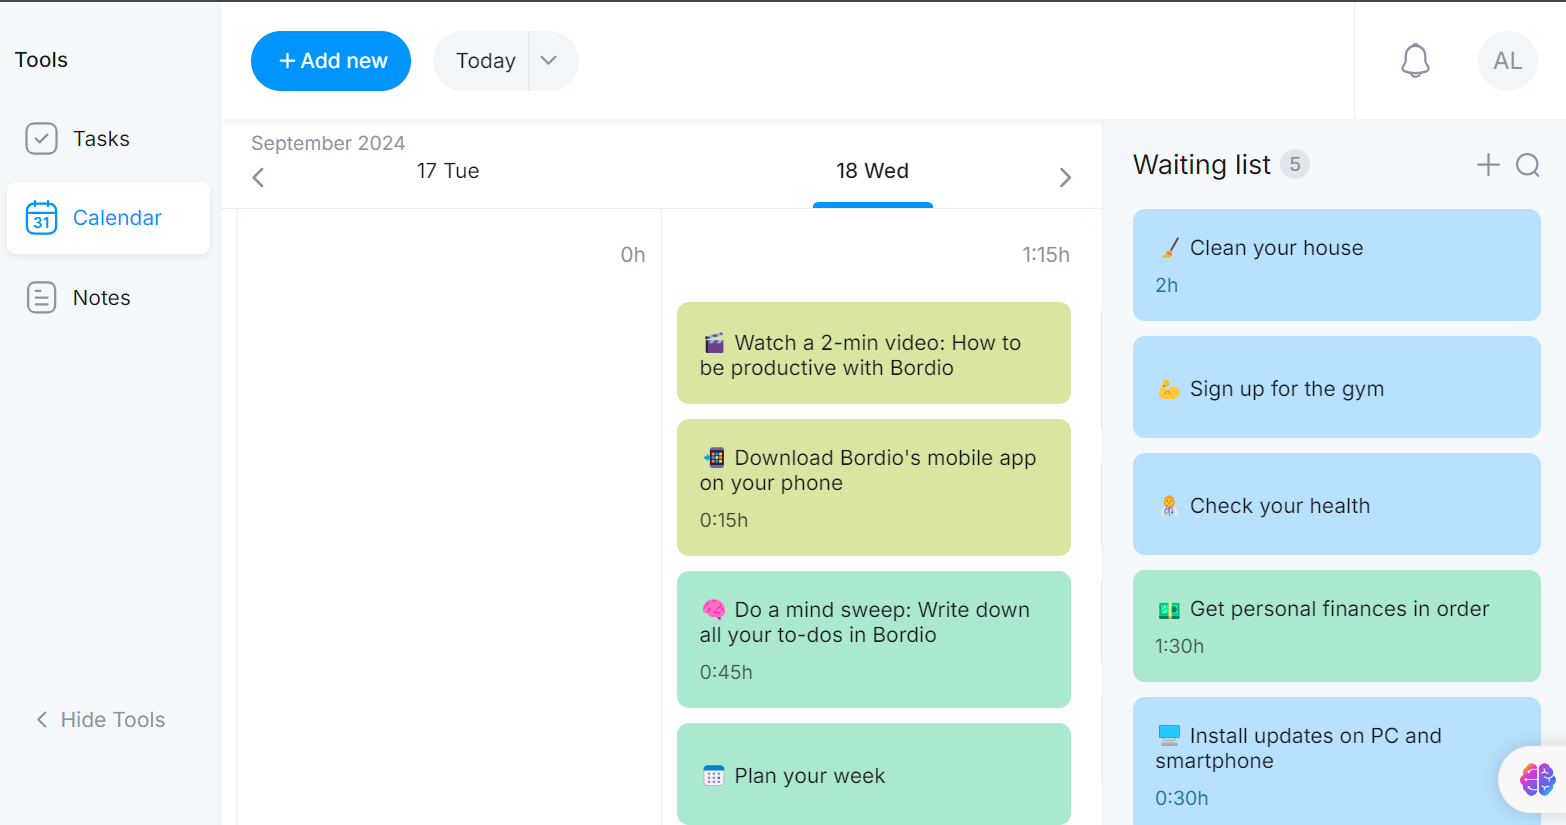 Tools
Tasks
31
Calendar
Notes
Hide Tools
+ Add new
Today
AL
September 2024
17 Tue
18 Wed
0h
1:15h
Watch a 2-min video: How to
be productive with Bordio
Download Bordio's mobile app
on your phone
0:15h
Do a mind sweep: Write down
all your to-dos in Bordio
0:45h
Plan your week
Waiting list 5
Clean your house
2h
Sign up for the gym
Check your health
Get personal finances in order
1:30h
Install updates on PC and
smartphone
0:30h